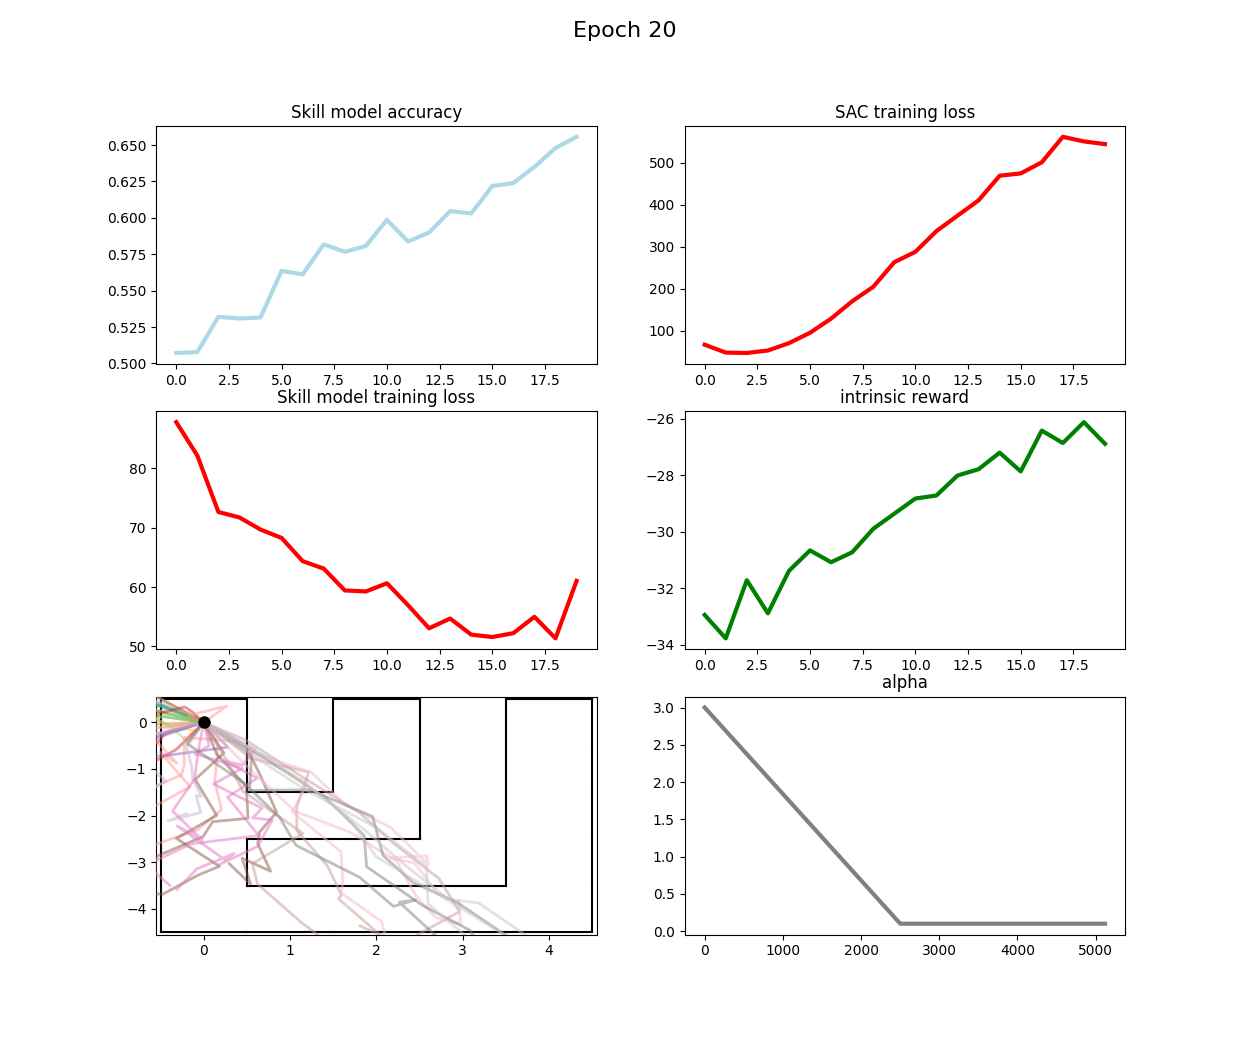 Epoch 20
Skill model accuracy
0.650
0.625
0.600
0.575
0.550
0.525
0.500
0.0 2.5 5.0 7.5 10.0 12.5 15.0 17.5
SAC training loss
500
400
300
200
100
0.0 2.5 5.0 7.5 10.0 12.5 15.0 17.5
Skill model training loss
80
70
60
50
0.0 2.5 5.0 7.5 10.0 12.5 15.0 17.5
intrinsic reward
−26
−28
−30
−32
−34
0.0 2.5 5.0 7.5 10.0 12.5 15.0 17.5
0
−1
−2
−3
−4
0 1 2 3 4
alpha
3.0
2.5
2.0
1.5
1.0
0.5
0.0
0 1000 2000 3000 4000 5000